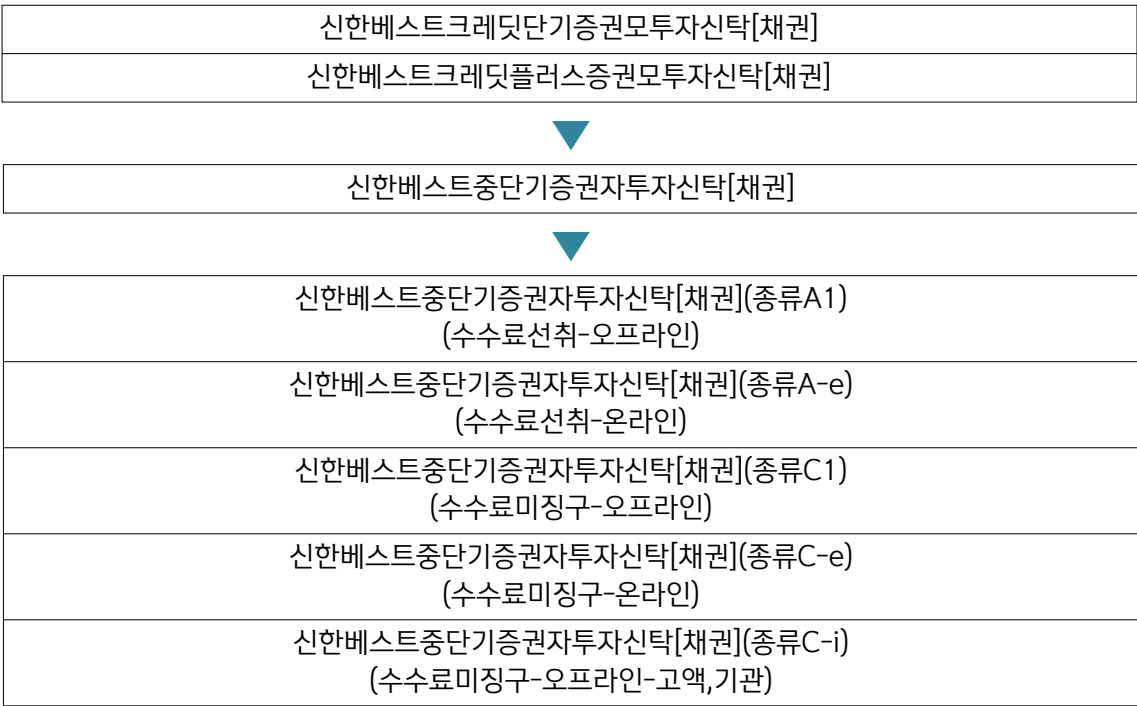 신한베스트크레딧단기증권모투자신탁[채권]
신한베스트크레딧플러스증권모투자신탁[채권]
신한베스트중단기증권자투자신탁[채권]
신한베스트중단기증권자투자신탁[채권](종류A1)
(수수료선취-오프라인)
신한베스트중단기증권자투자신탁[채권](종류A-e)
(수수료선취-온라인)
신한베스트중단기증권자투자신탁[채권](종류C1)
(수수료미징구-오프라인)
신한베스트중단기증권자투자신탁[채권](종류C-e)
(수수료미징구-온라인)
신한베스트중단기증권자투자신탁[채권](종류C-i)
(수수료미징구-오프라인-고액,기관)